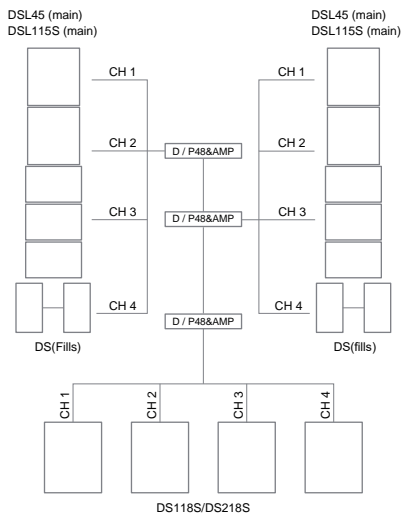 DSL45 (main)
DSL115S (main)
DSL45 (main)
DSL115S (main)
CH 1
CH 1
CH 2
CH 2
D / P48&AMP
CH 3
D / P48&AMP
CH 3
CH 4
CH 4
D / P48&AMP
DS(Fills)
DS(fills)
CH 1
CH 2
CH 3
CH 4
DS118S/DS218S